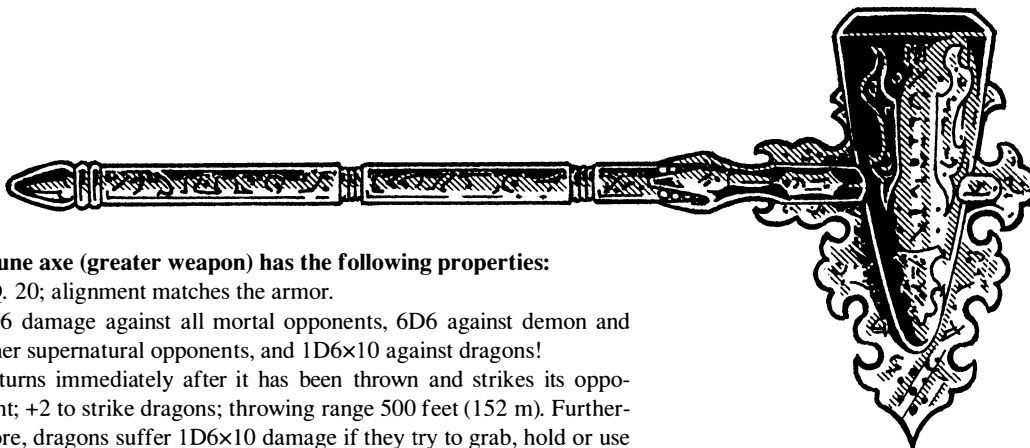 une axe (greater weapon) has the following properties:
Q. 20; alignment matches the armor.
6 damage against all mortal opponents, 6D6 against demon and
her supernatural opponents, and 1D6×10 against dragons!
turns immediately after it has been thrown and strikes its oppo-
nt; +2 to strike dragons; throwing range 500 feet (152 m). Further-
ore, dragons suffer 1D6×10 damage if they try to grab, hold or use